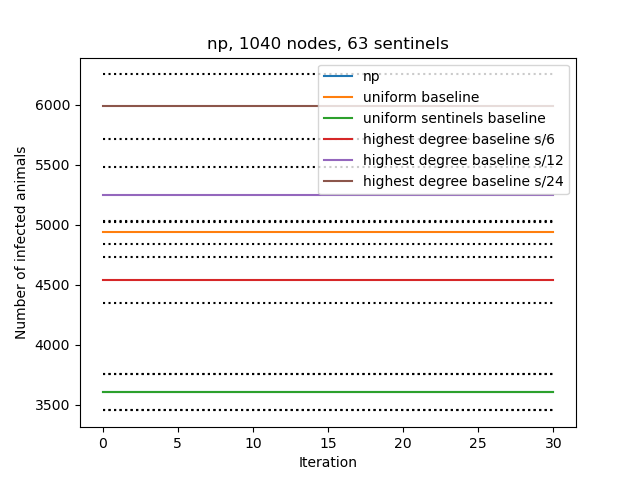 np, 1040 nodes, 63 sentinels
np
uniform baseline
uniform sentinels baseline
highest degree baseline s/6
highest degree baseline s/12
highest degree baseline s/24
Number of infected animals
6000
5500
5000
4500
4000
3500
0 5 10 15 20 25 30
Iteration